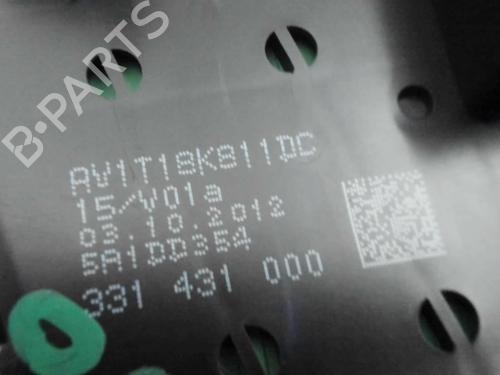 B-PARTS
AV1T18K811DC
15/V01a
03.10.2012
5A1DD354
331 431 000